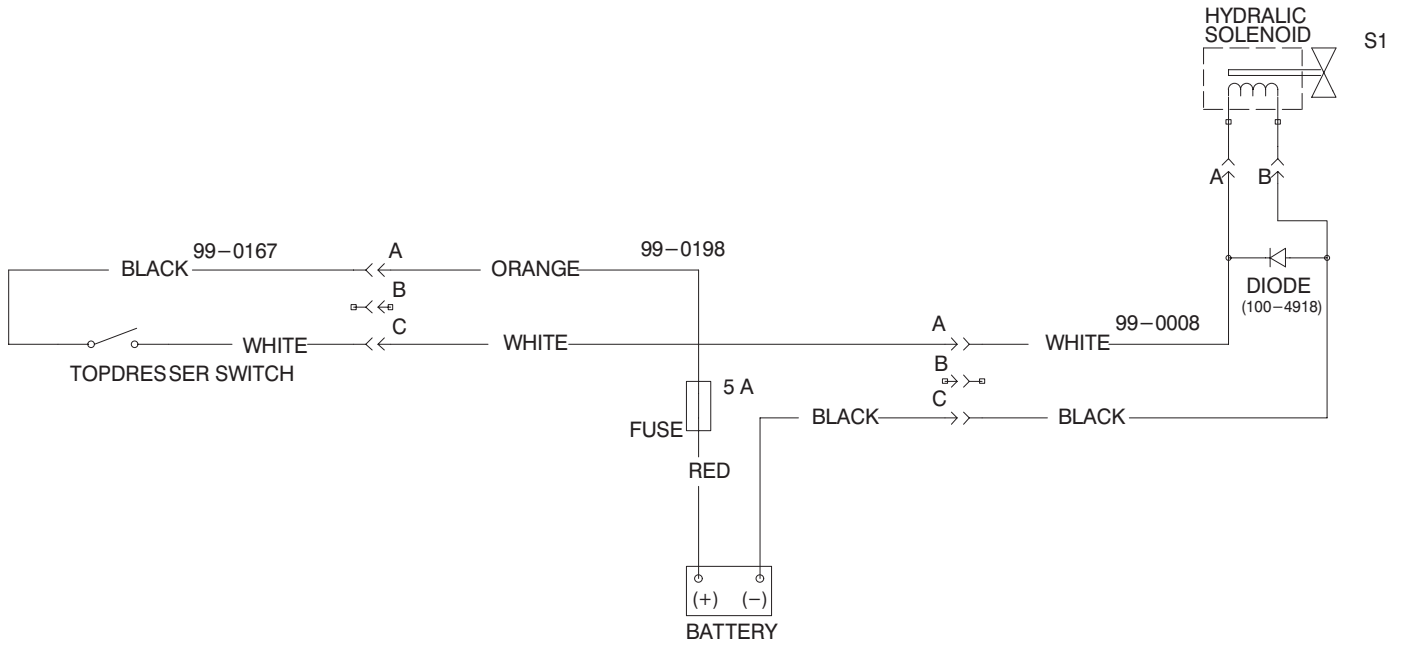 HYDRALIC
SOLENOID
S1
A B
99-0167 A 99-0198
BLACK ORANGE
B
DIODE
(100-4918)
C A 99-0008
WHITE WHITE WHITE
TOPDRESSER SWITCH
B
5 A
C
FUSE BLACK BLACK
RED
(+) (-)
BATTERY